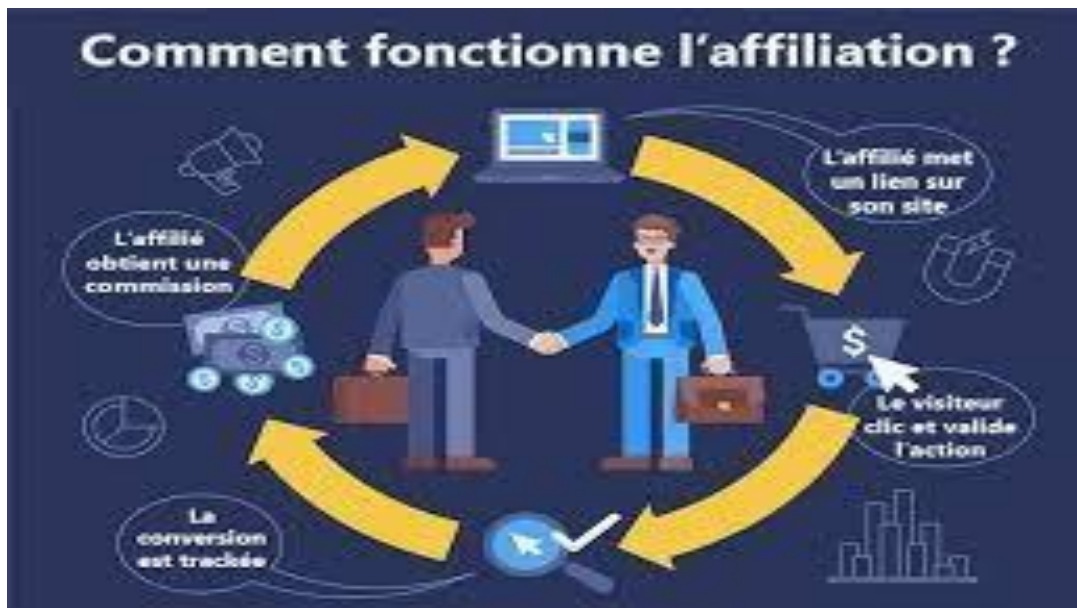 Comment fonctionne l'affiliation ?
L'affilié met
un lien sur
son site
Le visiteur
clic et valide
l'action
La
conversion
est trackée
L'affilié
obtient une
commission
$